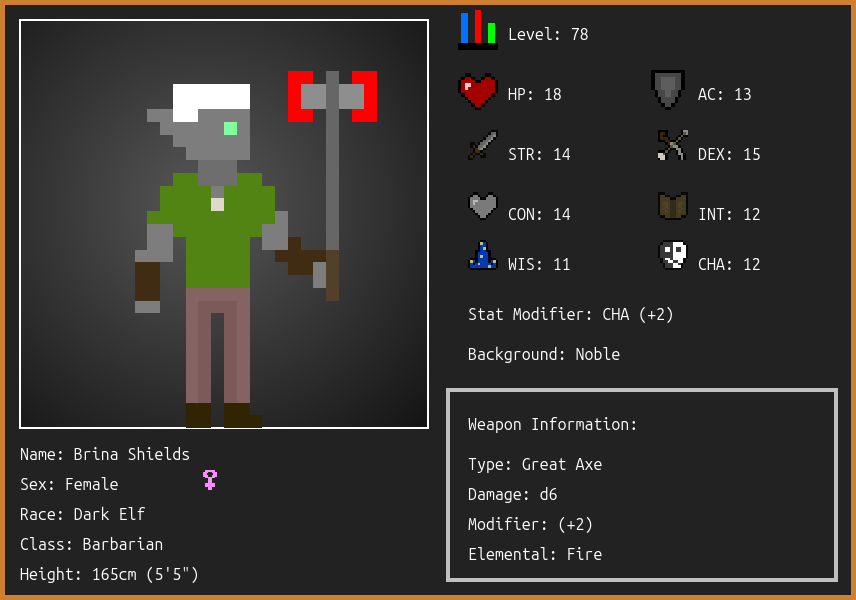 Level: 78
HP: 18
AC: 13
STR: 14
DEX: 15
CON: 14
INT: 12
WIS: 11
CHA: 12
Stat Modifier: CHA (+2)
Background: Noble
Weapon Information:
Type: Great Axe
Damage: d6
Modifier: (+2)
Elemental: Fire
Name: Brina Shields
Sex: Female
Race: Dark Elf
Class: Barbarian
Height: 165cm (5'5")